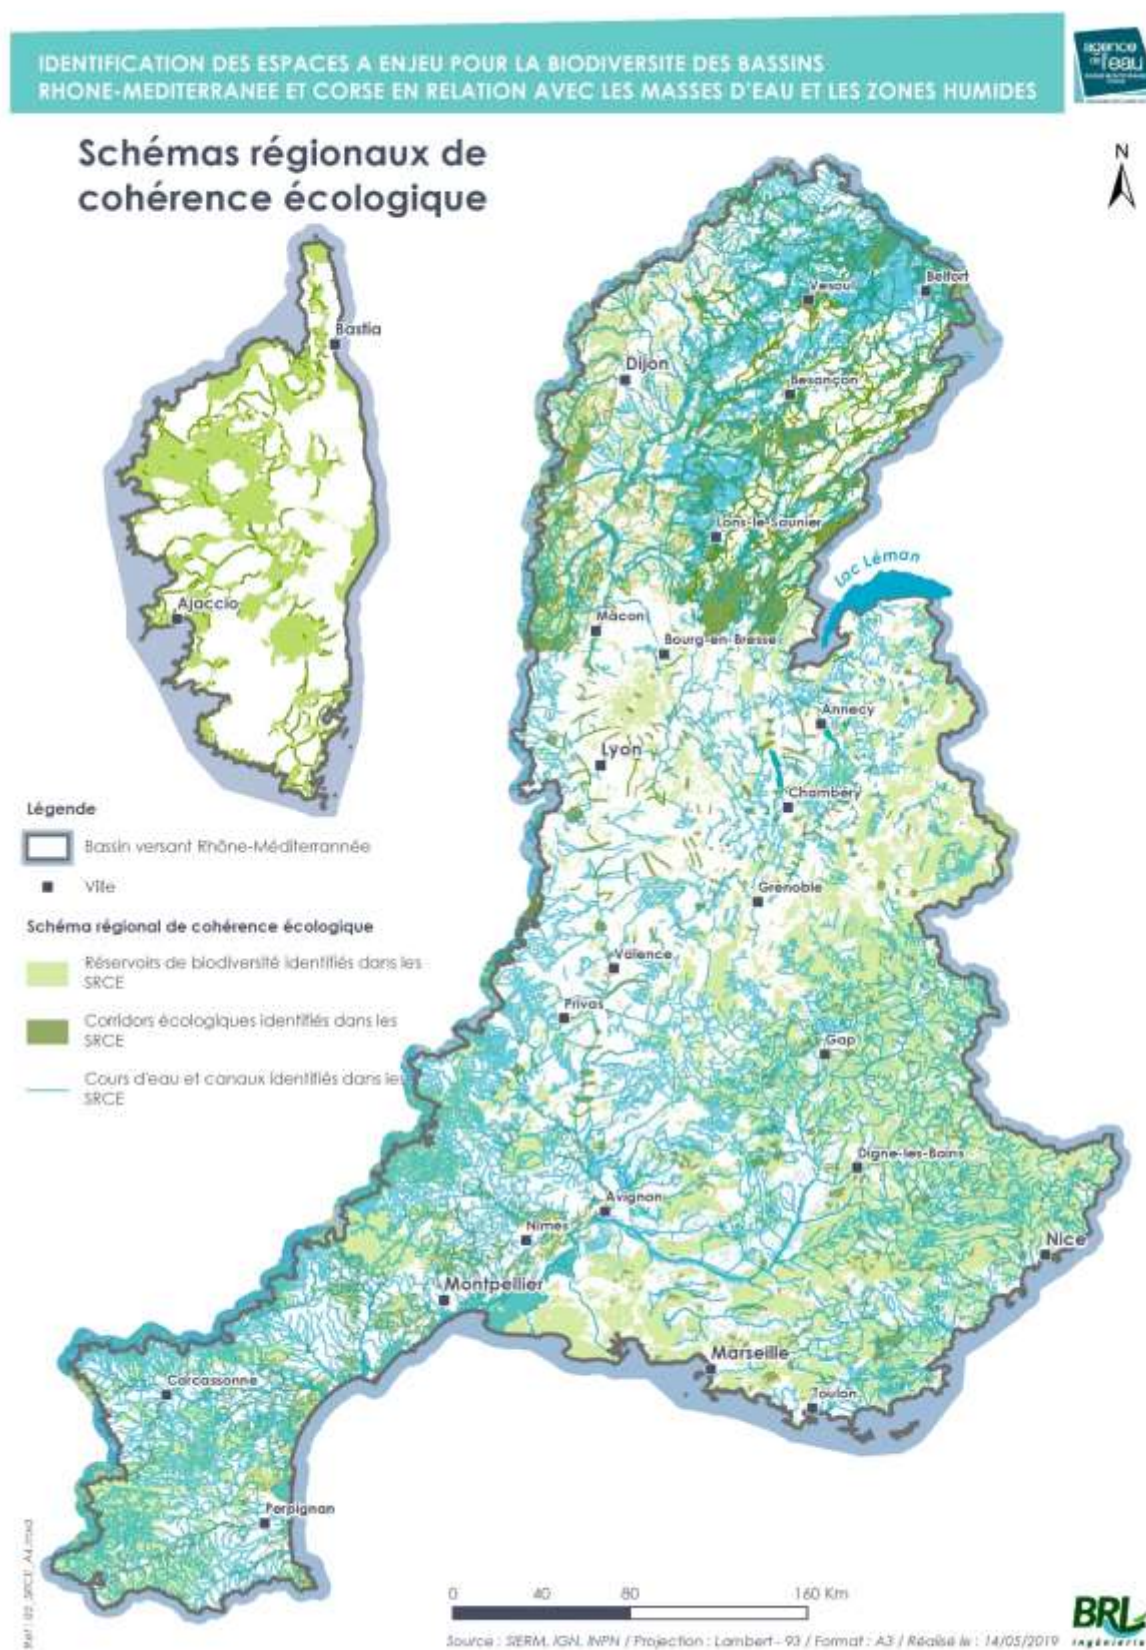 IDENTIFICATION DES ESPACES A ENJEU POUR LA BIODIVERSITE DES BASSINS
RHONE-MEDITERRANEE ET CORSE EN RELATION AVEC LES MASSES D'EAU ET LES ZONES HUMIDES
agence
de l'eau
Schémas régionaux de
cohérence écologique
N
Belfort
Vesoul
Bastia
Dijon
Besançon
Lons-le-Saunier
Lac Léman
Ajaccio
Mâcon
Bourg-en-Bresse
Annecy
Lyon
Chambéry
Légende
Bassin versant Rhône-Méditerrannée
Ville
Grenoble
Schéma régional de cohérence écologique
Réservoirs de biodiversité identifiés dans les
SRCE
Valence
Privas
Corridors écologiques identifiés dans les
SRCE
Gap
Cours d'eau et canaux identifiés dans les
SRCE
Digne-les-Bains
Avignon
Nîmes
Nice
Montpellier
Marseille
Carcassonne
Toulon
Perpignan
0 40 80 160 Km
BRL
Ingénierie
Source : SIERM, IGN, INPN / Projection : Lambert - 93 / Format : A3 / Réalisé le : 14/05/2019